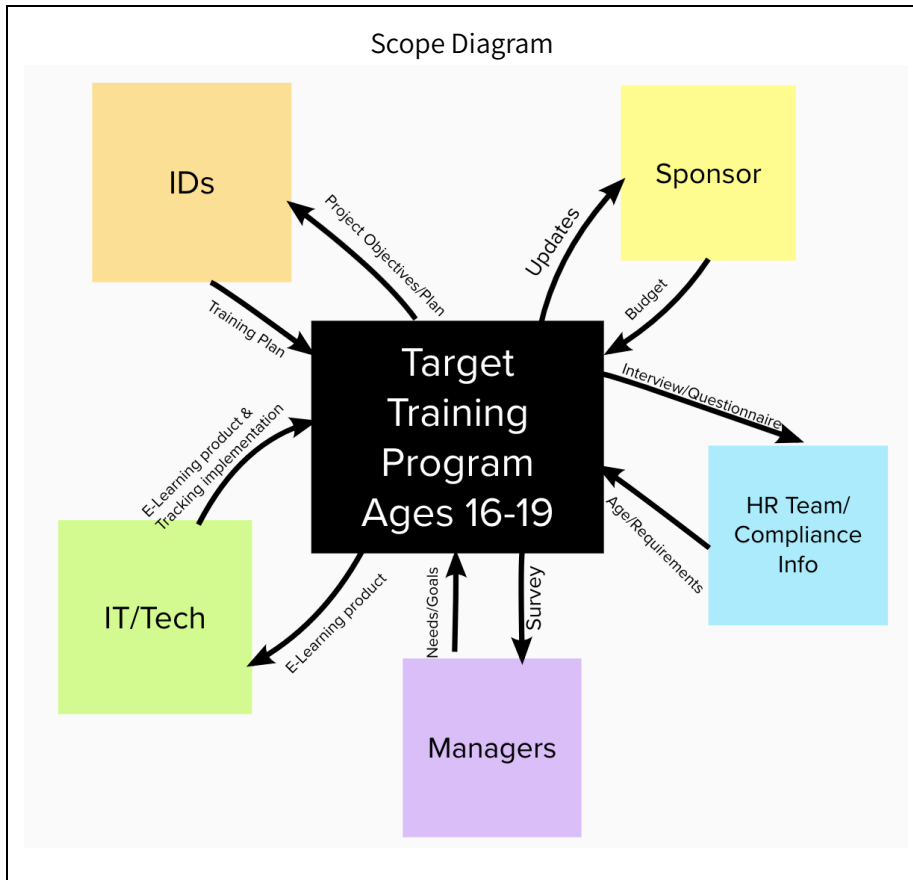 Scope Diagram
IDs
Sponsor
Project Objectives/Plan
Updates
Training Plan
Budget
Target
Training
Program
Ages 16-19
Interview/Questionnaire
E-Learning product &
Tracking implementation
Age/Requirements
HR Team/
Compliance
Info
IT/Tech
E-Learning product
Needs/Goals
Survey
Managers